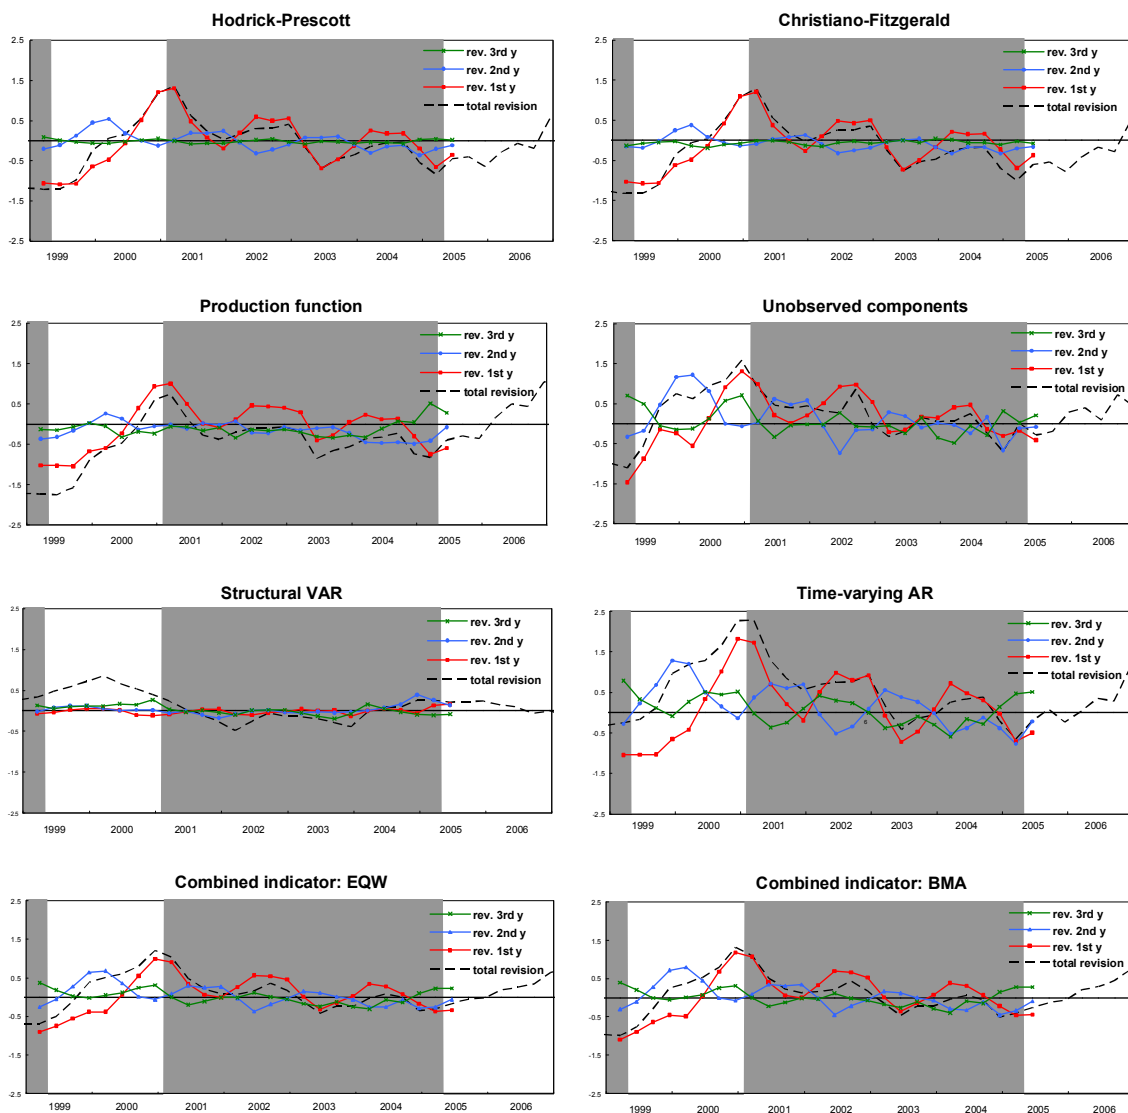 Hodrick-Prescott
2.5
1.5
0.5
-0.5
-1.5
-2.5
rev. 3rd y
rev. 2nd y
rev. 1st y
total revision
1999 2000 2001 2002 2003 2004 2005 2006
Christiano-Fitzgerald
2.5
1.5
0.5
-0.5
-1.5
-2.5
rev. 3rd y
rev. 2nd y
rev. 1st y
total revision
1999 2000 2001 2002 2003 2004 2005 2006
Production function
2.5
1.5
0.5
-0.5
-1.5
-2.5
rev. 3rd y
rev. 2nd y
rev. 1st y
total revision
1999 2000 2001 2002 2003 2004 2005 2006
Unobserved components
2.5
1.5
0.5
-0.5
-1.5
-2.5
rev. 3rd y
rev. 2nd y
rev. 1st y
total revision
1999 2000 2001 2002 2003 2004 2005 2006
Structural VAR
2.5
1.5
0.5
-0.5
-1.5
-2.5
rev. 3rd y
rev. 2nd y
rev. 1st y
total revision
1999 2000 2001 2002 2003 2004 2005 2006
Time-varying AR
2.5
1.5
0.5
-0.5
-1.5
-2.5
rev. 3rd y
rev. 2nd y
rev. 1st y
total revision
1999 2000 2001 2002 2003 2004 2005 2006
Combined indicator: EQW
2.5
1.5
0.5
-0.5
-1.5
-2.5
rev. 3rd y
rev. 2nd y
rev. 1st y
total revision
1999 2000 2001 2002 2003 2004 2005 2006
Combined indicator: BMA
2.5
1.5
0.5
-0.5
-1.5
-2.5
rev. 3rd y
rev. 2nd y
rev. 1st y
total revision
1999 2000 2001 2002 2003 2004 2005 2006